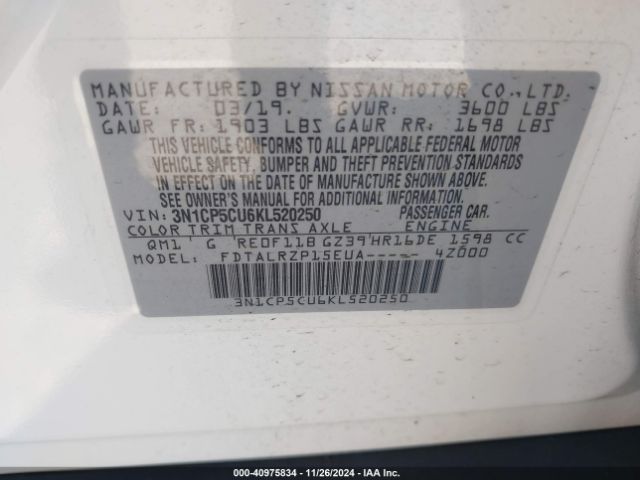 MANUFACTURED BY NISSAN MOTOR CO., LTD.
DATE: 03/19. GVWR: 3600 LBS
GAWR FR: 1903 LBS GAWR RR: 1698 LBS
THIS VEHICLE CONFORMS TO ALL APPLICABLE FEDERAL MOTOR
VEHICLE SAFETY, BUMPER AND THEFT PREVENTION STANDARDS
IN EFFECT ON THE DATE OF MANUFACTURE SHOWN ABOVE.
SEE OWNER'S MANUAL FOR ADDITIONAL INFORMATION.
VIN: 3N1CP5CU6KL520250 PASSENGER CAR.
COLOR TRIM TRANS AXLE ENGINE
QM1 G RE0F11B GZ39 HR16DE 1598 CC
MODEL FDTALRZP15EUA----- 4Z000
3N1CP5CU6KL520250
000-40975834 | 11/26/2024 | IAA Inc.